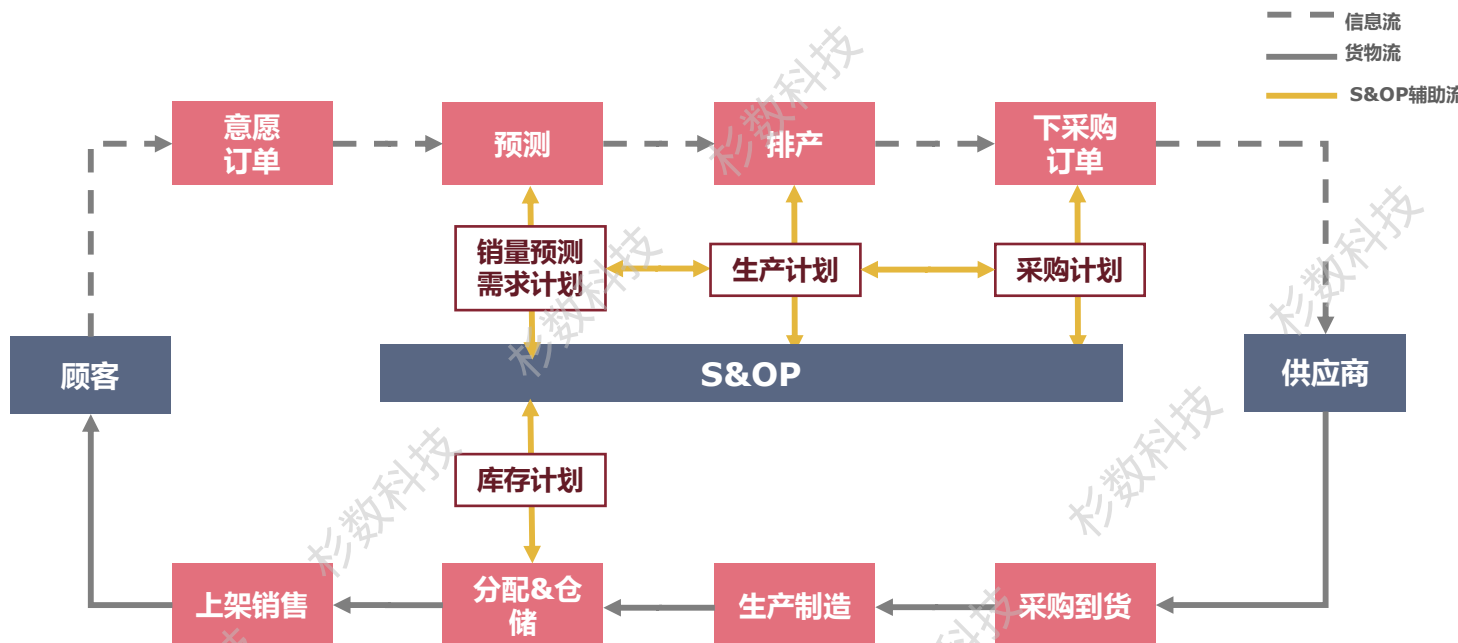 信息流
货物流
S&OP辅助流
意愿
订单
预测
排产
下采购
订单
销量预测
需求计划
生产计划
采购计划
顾客
S&OP
供应商
库存计划
上架销售
分配&仓
储
生产制造
采购到货
杉数科技
杉数科技
杉数科技
杉数科技
杉数科技